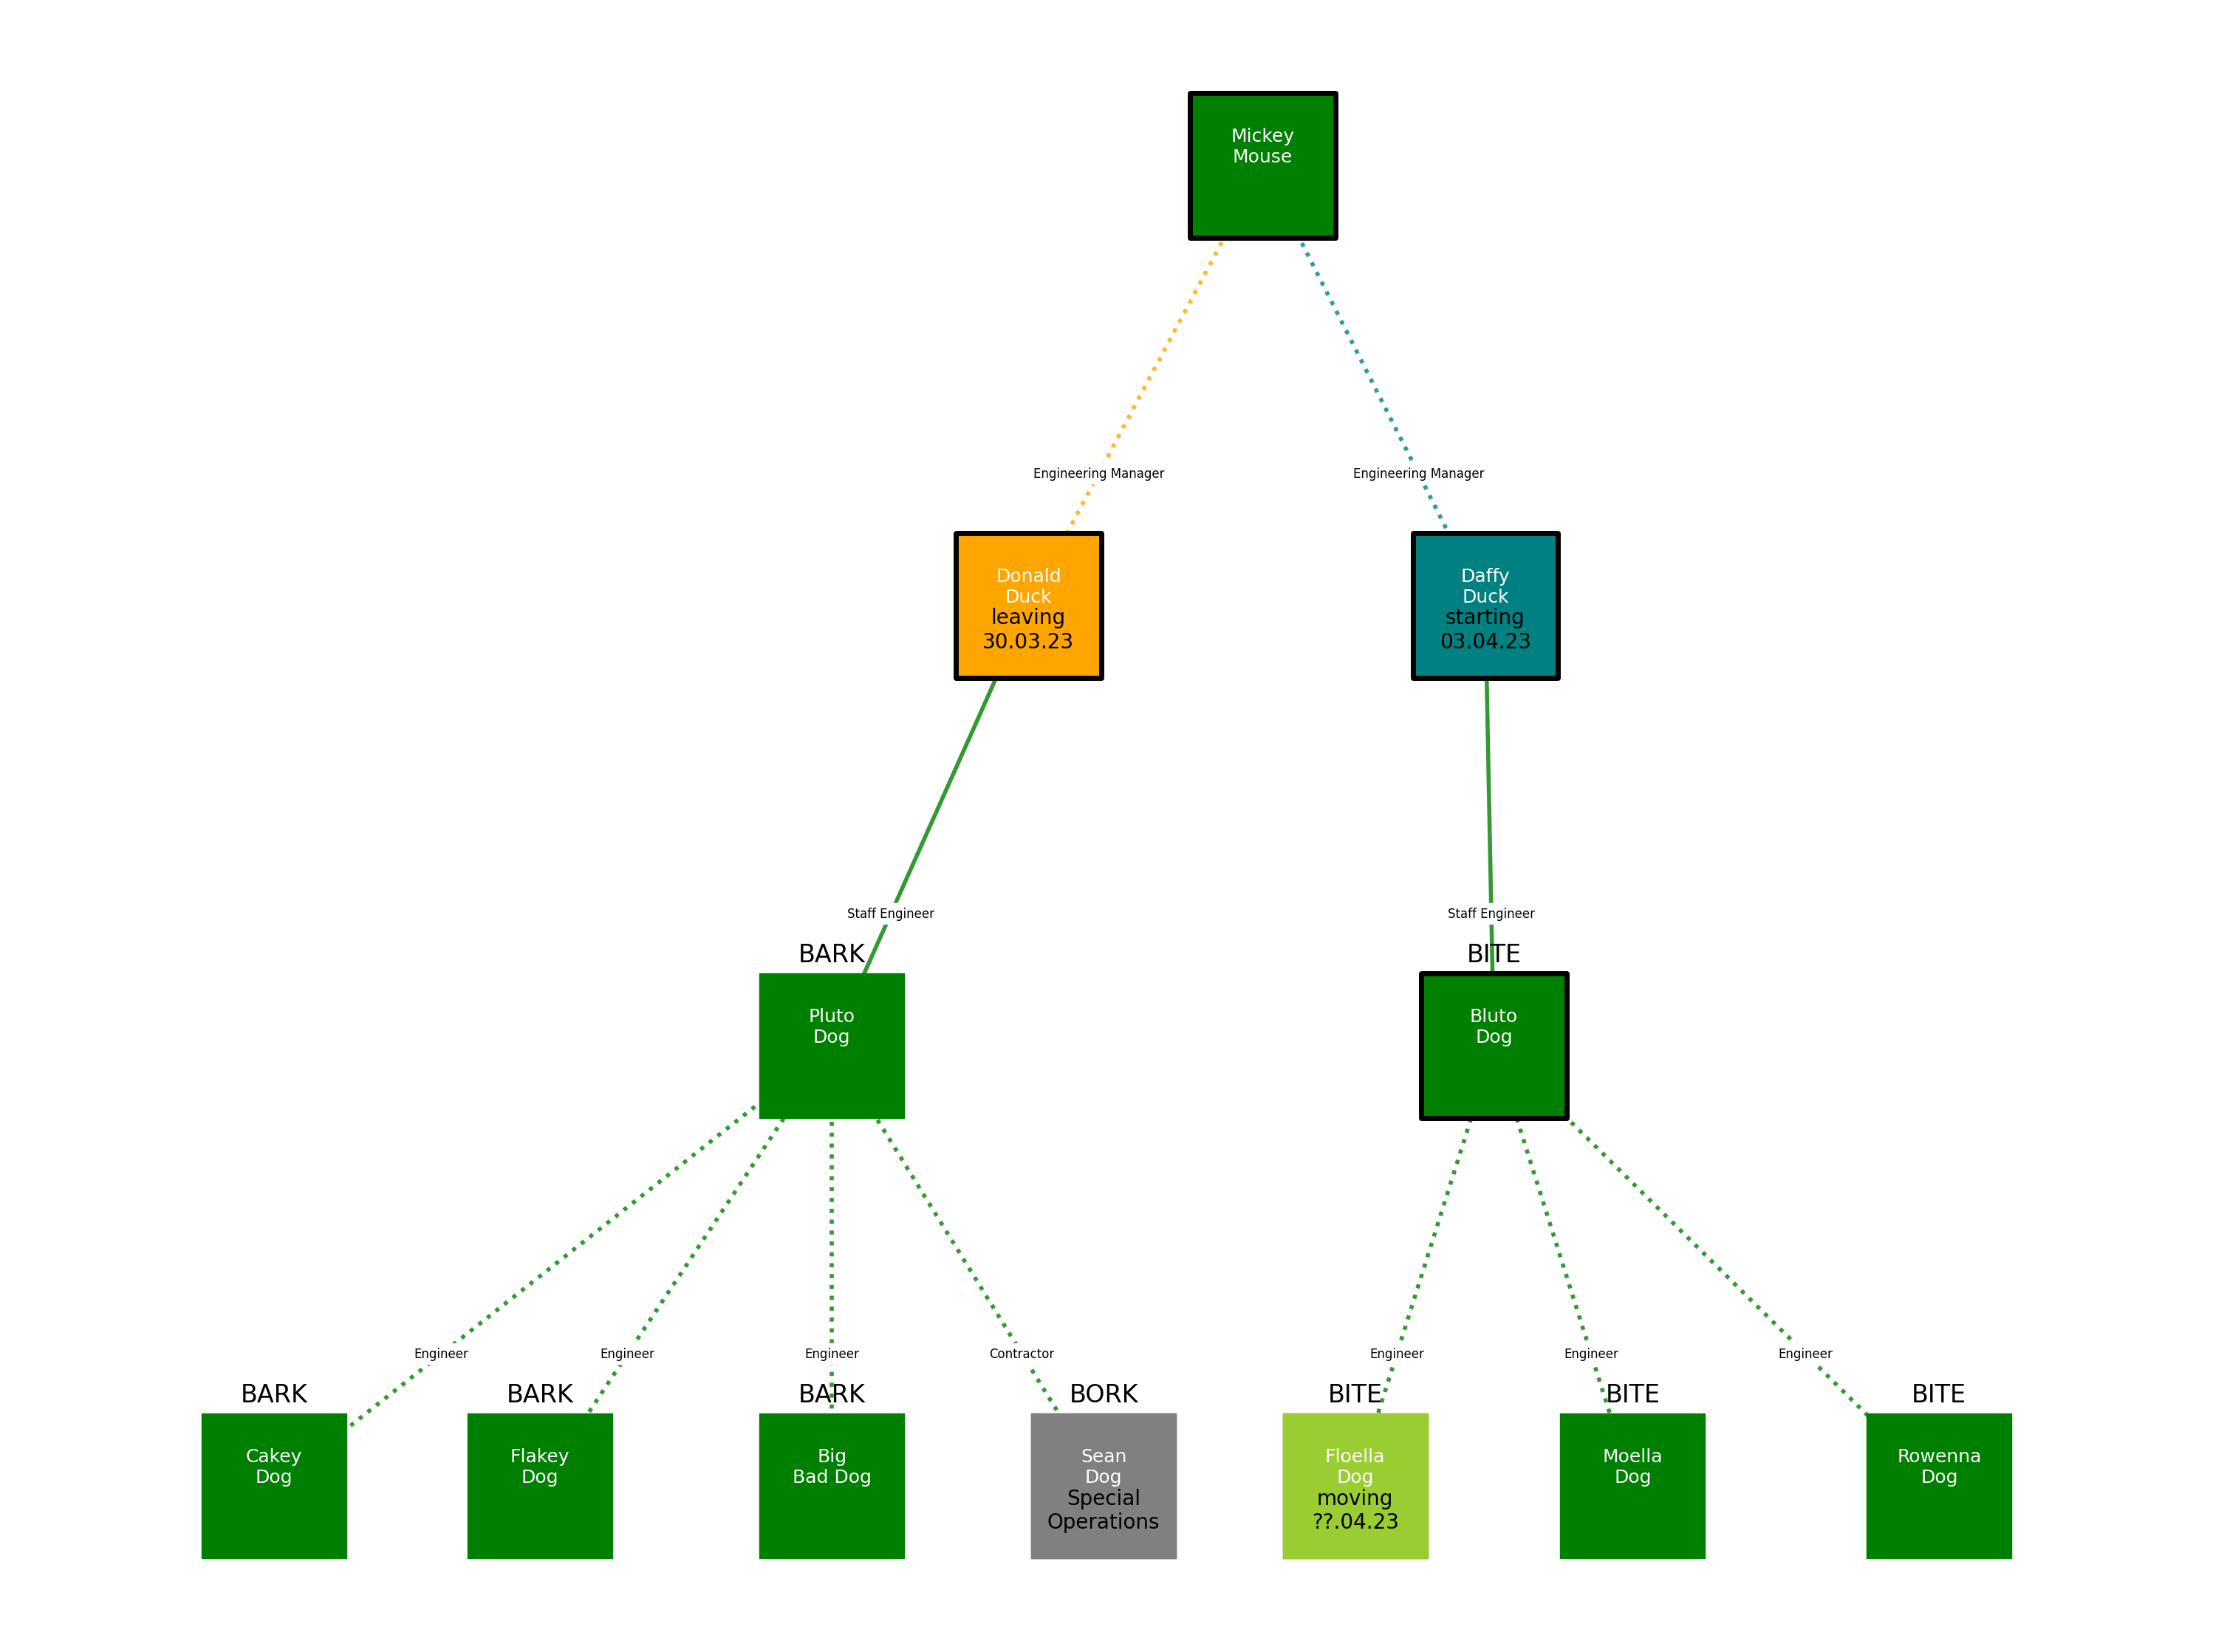 Mickey
Mouse
Engineering Manager
Engineering Manager
Donald
Duck
leaving
30.03.23
Daffy
Duck
starting
03.04.23
Staff Engineer
Staff Engineer
BARK
BITE
Pluto
Dog
Bluto
Dog
Engineer
Engineer
Engineer
Contractor
Engineer
Engineer
Engineer
BARK
BARK
BARK
BORK
BITE
BITE
BITE
Cakey
Dog
Flakey
Dog
Big
Bad Dog
Sean
Dog
Special
Operations
Floella
Dog
moving
??.04.23
Moella
Dog
Rowenna
Dog